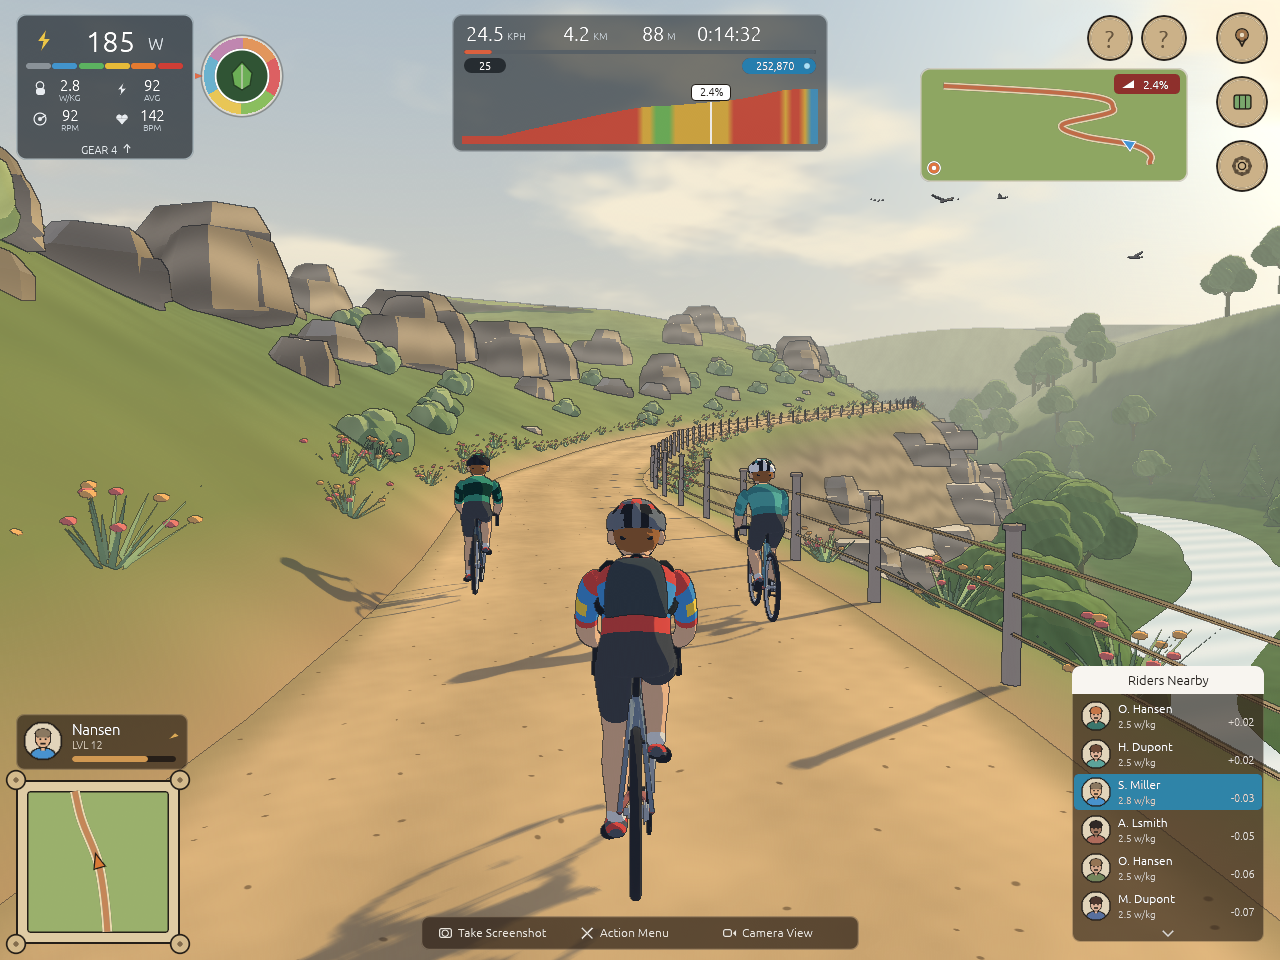 185 W
2.8 W/KG
92 AVG
92 RPM
142 BPM
GEAR 4
24.5 KPH 4.2 KM 88 M 0:14:32
25
252,870
2.4%
? ?
2.4%
Nansen
LVL 12
Riders Nearby
O. Hansen
2.5 w/kg +0.02
H. Dupont
2.5 w/kg +0.02
S. Miller
2.8 w/kg -0.03
A. Lsmith
2.5 w/kg -0.05
O. Hansen
2.5 w/kg -0.06
M. Dupont
2.5 w/kg -0.07
Take Screenshot Action Menu Camera View